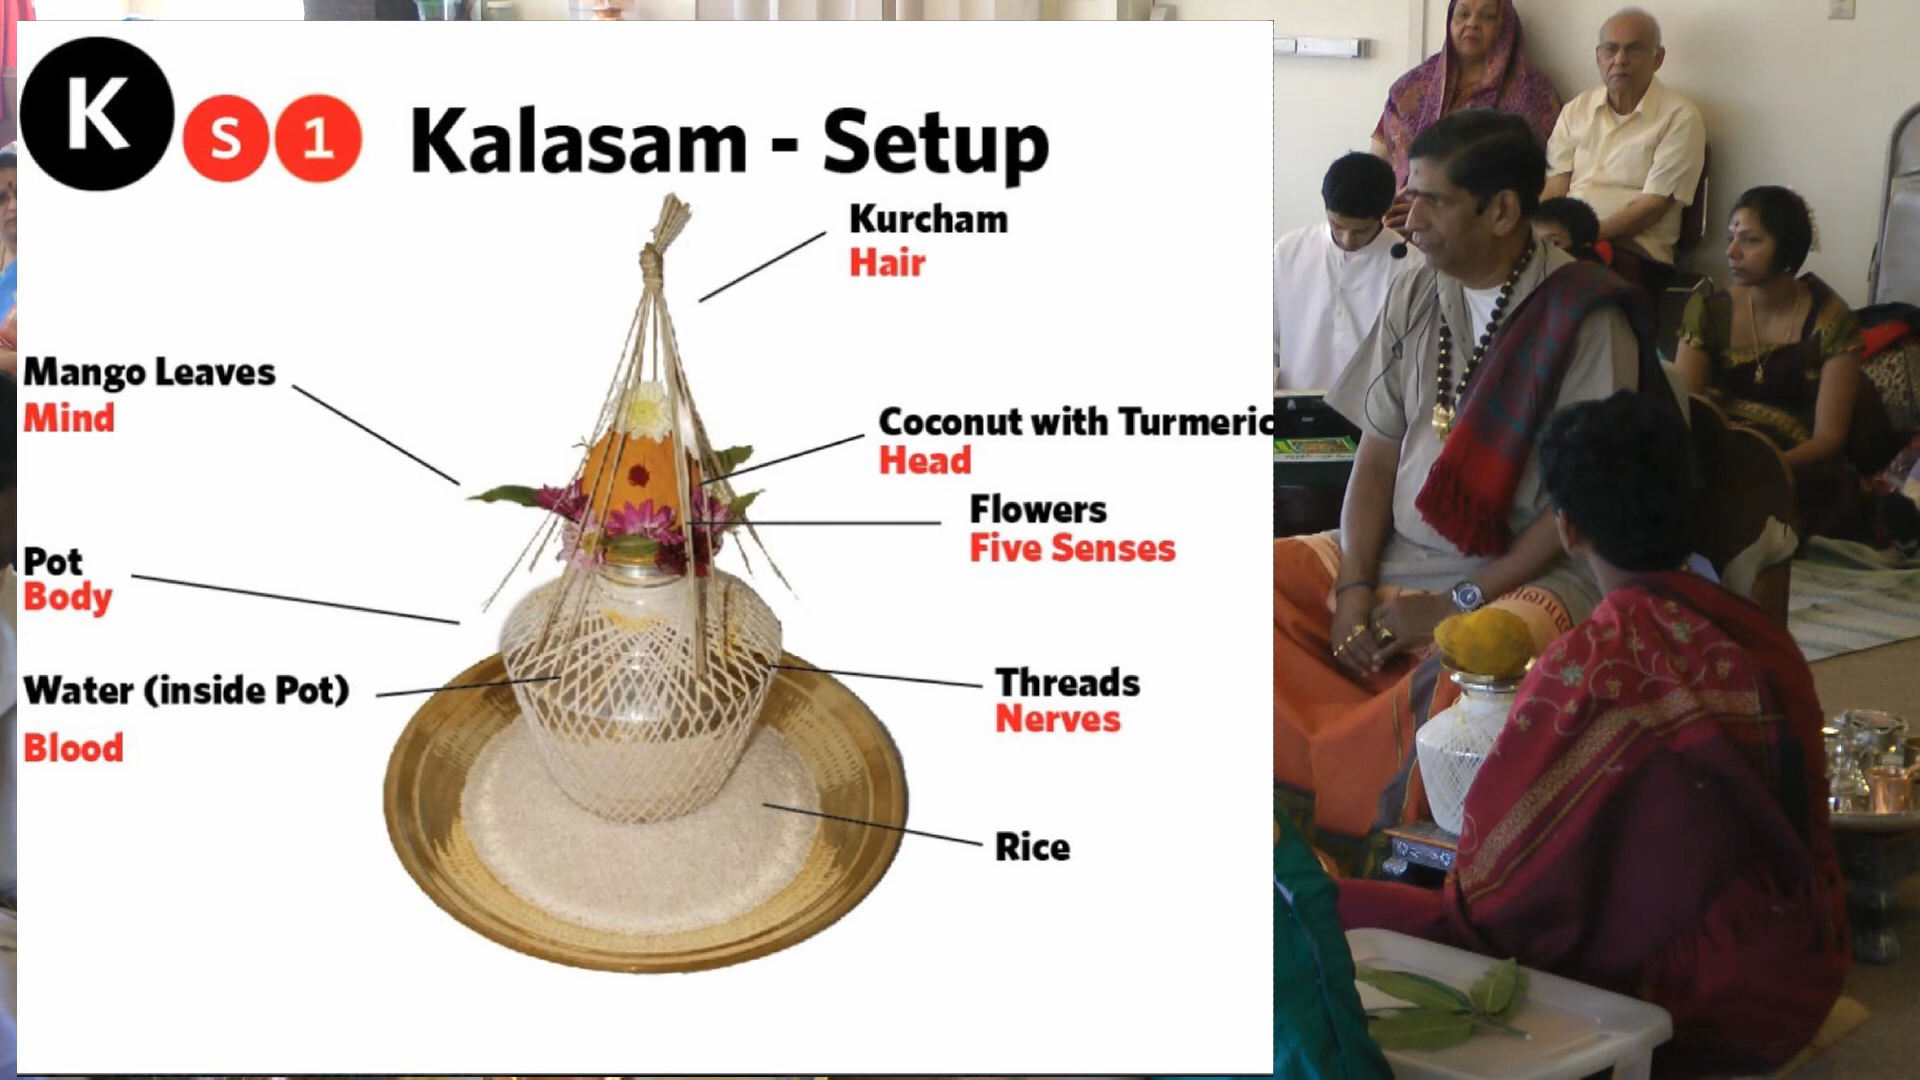 K S 1 Kalasam - Setup
Kurcham
Hair
Mango Leaves
Mind
Coconut with Turmeric
Head
Flowers
Five Senses
Pot
Body
Water (inside Pot)
Blood
Threads
Nerves
Rice